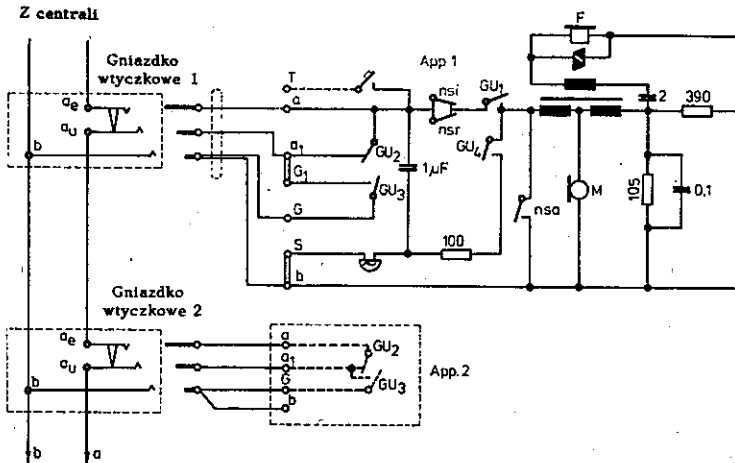 Z centrali
Gniazdko
wtyczkowe 1
App 1
F
T
nsi
nsr
GU1
a
ae
au
b
a1
G1
GU2
GU3
GU4
1µF
2
390
G
nsa
M
105
0,1
S
b
100
Gniazdko
wtyczkowe 2
ae
au
b
a
a1
G
b
GU2
GU3
App.2
b
a